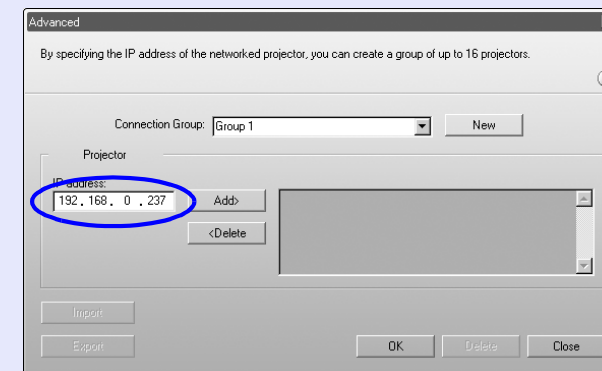 Advanced
By specifying the IP address of the networked projector, you can create a group of up to 16 projectors.
Connection Group: Group 1 New
Projector
IP address:
192 . 168 . 0 . 237 Add>
<Delete
Import
Export OK Delete Close